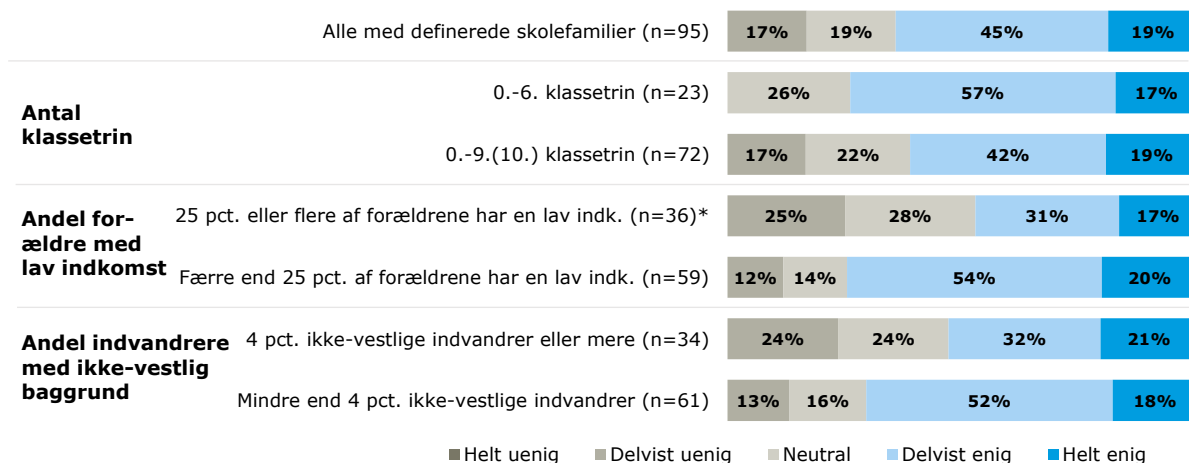 Alle med definerede skolefamilier (n=95) 17% 19% 45% 19%
Antal
klassetrin
0.-6. klassetrin (n=23) 26% 57% 17%
0.-9.(10.) klassetrin (n=72) 17% 22% 42% 19%
Andel for-
ældre med
lav indkomst
25 pct. eller flere af forældrene har en lav indk. (n=36)* 25% 28% 31% 17%
Færre end 25 pct. af forældrene har en lav indk. (n=59) 12% 14% 54% 20%
Andel indvandrere
med ikke-vestlig
baggrund
4 pct. ikke-vestlige indvandrer eller mere (n=34) 24% 24% 32% 21%
Mindre end 4 pct. ikke-vestlige indvandrer (n=61) 13% 16% 52% 18%
Helt uenig Delvist uenig Neutral Delvist enig Helt enig